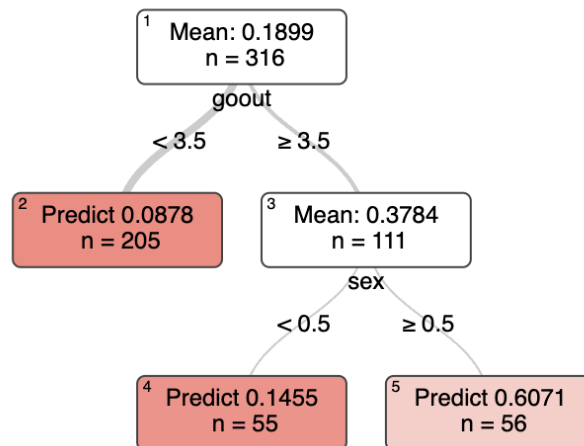 1
Mean: 0.1899
n = 316
goout
< 3.5
≥ 3.5
2
Predict 0.0878
n = 205
3
Mean: 0.3784
n = 111
sex
< 0.5
≥ 0.5
4
Predict 0.1455
n = 55
5
Predict 0.6071
n = 56